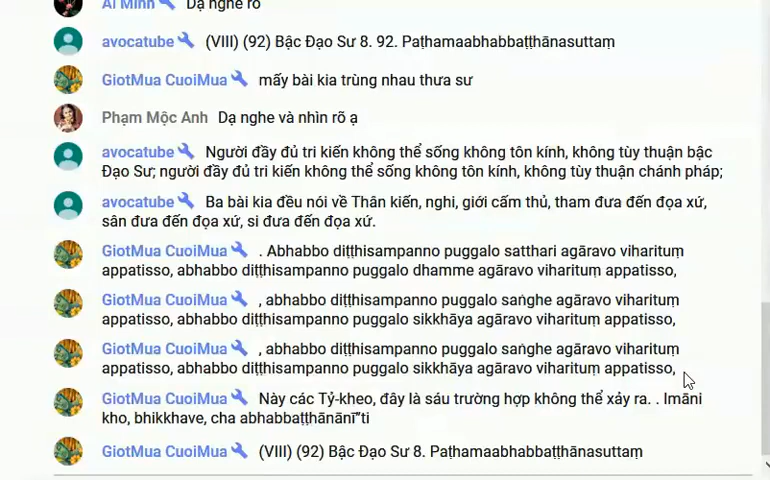 Ái Minh Dạ nghe rõ
avocatube (VIII) (92) Bậc Đạo Sư 8. 92. Paṭhamaabhabbaṭṭhānasuttaṃ
GiotMua CuoiMua mấy bài kia trùng nhau thưa sư
Phạm Mộc Anh Dạ nghe và nhìn rõ ạ
avocatube Người đầy đủ tri kiến không thể sống không tôn kính, không tùy thuận bậc
Đạo Sư; người đầy đủ tri kiến không thể sống không tôn kính, không tùy thuận chánh pháp;
avocatube Ba bài kia đều nói về Thân kiến, nghi, giới cấm thủ, tham đưa đến đọa xứ,
sân đưa đến đọa xứ, si đưa đến đọa xứ.
GiotMua CuoiMua . Abhabbo diṭṭhisampanno puggalo satthari agāravo viharituṃ
appatisso, abhabbo diṭṭhisampanno puggalo dhamme agāravo viharituṃ appatisso,
GiotMua CuoiMua , abhabbo diṭṭhisampanno puggalo saṅghe agāravo viharituṃ
appatisso, abhabbo diṭṭhisampanno puggalo sikkhāya agāravo viharituṃ appatisso,
GiotMua CuoiMua , abhabbo diṭṭhisampanno puggalo saṅghe agāravo viharituṃ
appatisso, abhabbo diṭṭhisampanno puggalo sikkhāya agāravo viharituṃ appatisso,
GiotMua CuoiMua Này các Tỷ-kheo, đây là sáu trường hợp không thể xảy ra. . Imāni
kho, bhikkhave, cha abhabbaṭṭhānānī”ti
GiotMua CuoiMua (VIII) (92) Bậc Đạo Sư 8. Paṭhamaabhabbaṭṭhānasuttaṃ